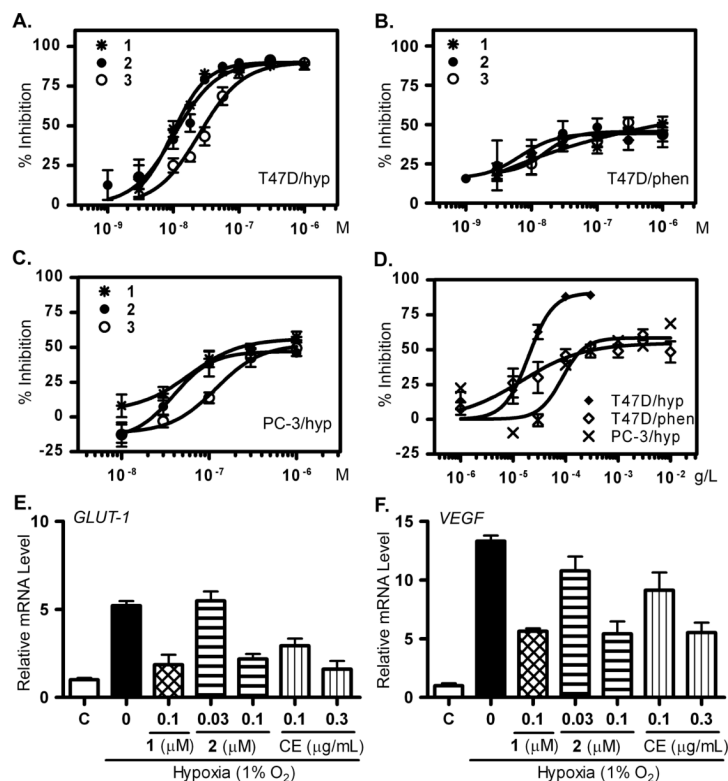 A.
100
75
50
25
0
% Inhibition
1
2
3
T47D/hyp
10⁻⁹ 10⁻⁸ 10⁻⁷ 10⁻⁶ M
B.
100
75
50
25
0
% Inhibition
1
2
3
T47D/phen
10⁻⁹ 10⁻⁸ 10⁻⁷ 10⁻⁶ M
C.
100
75
50
25
0
-25
% Inhibition
1
2
3
PC-3/hyp
10⁻⁸ 10⁻⁷ 10⁻⁶ M
D.
100
75
50
25
0
-25
% Inhibition
T47D/hyp
T47D/phen
PC-3/hyp
10⁻⁶ 10⁻⁵ 10⁻⁴ 10⁻³ 10⁻² g/L
E.
GLUT-1
10
5
0
Relative mRNA Level
C 0 0.1 0.03 0.1 0.1 0.3
1 (μM) 2 (μM) CE (μg/mL)
Hypoxia (1% O₂)
F.
VEGF
15
10
5
0
Relative mRNA Level
C 0 0.1 0.03 0.1 0.1 0.3
1 (μM) 2 (μM) CE (μg/mL)
Hypoxia (1% O₂)